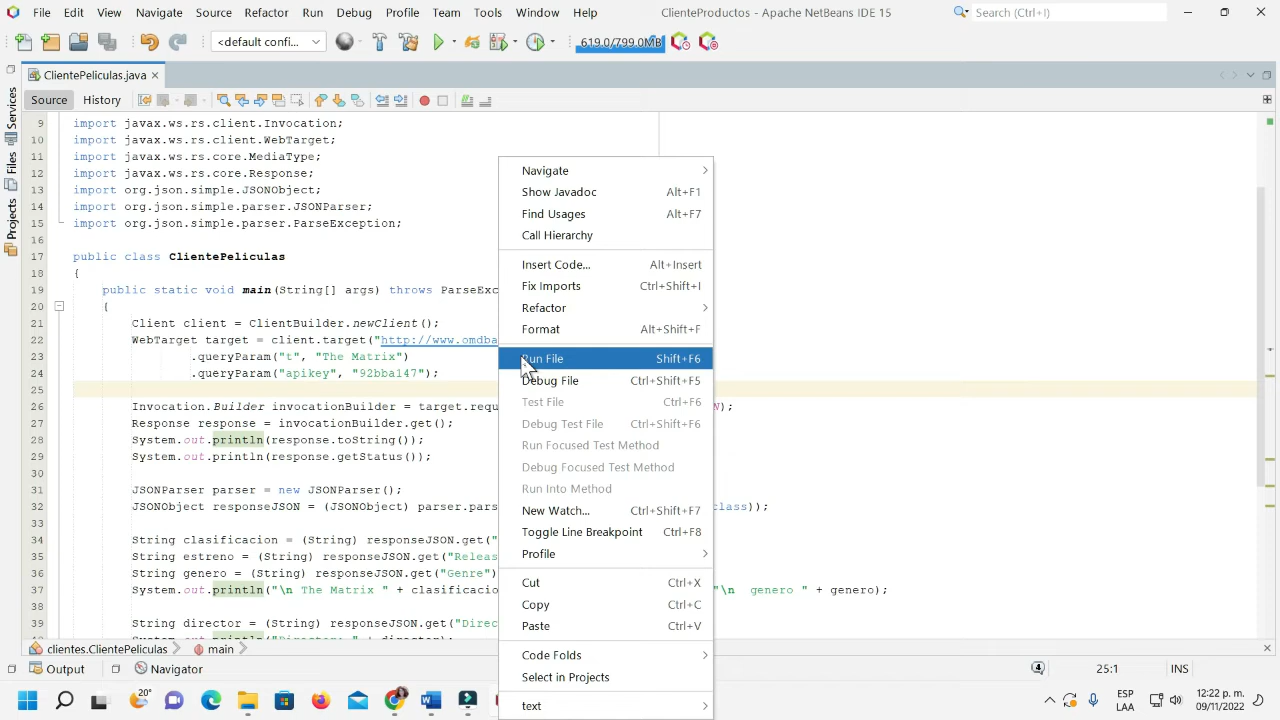 File Edit View Navigate Source Refactor Run Debug Profile Team Tools Window Help ClienteProductos - Apache NetBeans IDE 15 Search (Ctrl+I)
<default confi... 619.0/799.0MB
ClientePeliculas.java
Source History
Services
Files
Projects
9 import javax.ws.rs.client.Invocation;
10 import javax.ws.rs.client.WebTarget;
11 import javax.ws.rs.core.MediaType;
12 import javax.ws.rs.core.Response;
13 import org.json.simple.JSONObject;
14 import org.json.simple.parser.JSONParser;
15 import org.json.simple.parser.ParseException;
16
17 public class ClientePeliculas
18 {
19 public static void main(String[] args) throws ParseExc
20 {
21 Client client = ClientBuilder.newClient();
22 WebTarget target = client.target("http://www.omdba
23 .queryParam("t", "The Matrix")
24 .queryParam("apikey", "92bba147");
25
26 Invocation.Builder invocationBuilder = target.requ N);
27 Response response = invocationBuilder.get();
28 System.out.println(response.toString());
29 System.out.println(response.getStatus());
30
31 JSONParser parser = new JSONParser();
32 JSONObject responseJSON = (JSONObject) parser.pars class));
33
34 String clasificacion = (String) responseJSON.get("
35 String estreno = (String) responseJSON.get("Releas
36 String genero = (String) responseJSON.get("Genre")
37 System.out.println("\n The Matrix " + clasificacio "\n genero " + genero);
38
39 String director = (String) responseJSON.get("Direc
Navigate
Show Javadoc Alt+F1
Find Usages Alt+F7
Call Hierarchy
Insert Code... Alt+Insert
Fix Imports Ctrl+Shift+I
Refactor
Format Alt+Shift+F
Run File Shift+F6
Debug File Ctrl+Shift+F5
Test File Ctrl+F6
Debug Test File Ctrl+Shift+F6
Run Focused Test Method
Debug Focused Test Method
Run Into Method
New Watch... Ctrl+Shift+F7
Toggle Line Breakpoint Ctrl+F8
Profile
Cut Ctrl+X
Copy Ctrl+C
Paste Ctrl+V
Code Folds
Select in Projects
text
clientes.ClientePeliculas main
Output Navigator 25:1 INS
20° ESP LAA 12:22 p. m. 09/11/2022